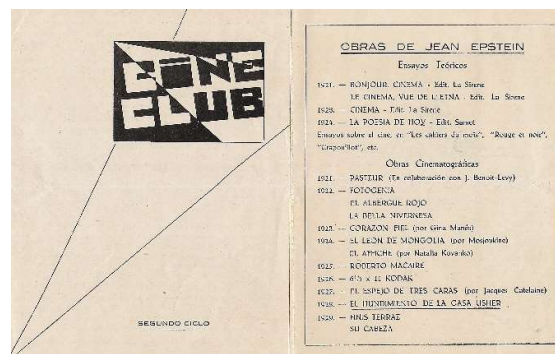 CINE
CLUB
SEGUNDO CICLO
OBRAS DE JEAN EPSTEIN
Ensayos Teóricos
1921. — BONJOUR CINEMA - Edit. La Sirene
LE CINEMA, VUE DE L'ETNA - Edit. La Sirene
CINEMA - Edit. La Sirene
1924. — LA POESIA DE HOY - Edit.
Ensayos sobre el cine, en "Les cahiers du mois", "Rouge et noir",
"Crapouillot", etc.
Obras Cinematográficas
1921. — PASTEUR (En colaboración con J. Benoit-Levy)
1922. — FOTOGENIA
EL ALBERGUE ROJO
LA BELLA NIVERNESA
1923. — CORAZON FIEL (por Gina Manés)
1924. — EL LEON DE MONGOLIA (por Mosjoukine)
EL AFICHE (por Natalia Kovanko)
1925. — ROBERTO MACAIRE
1926. — 6½ x 11 KODAK
1927. — EL ESPEJO DE TRES CARAS (por Jacques Catelaine)
1928. — EL HUNDIMIENTO DE LA CASA USHER
1929. — FINIS TERRAE
SU CABEZA